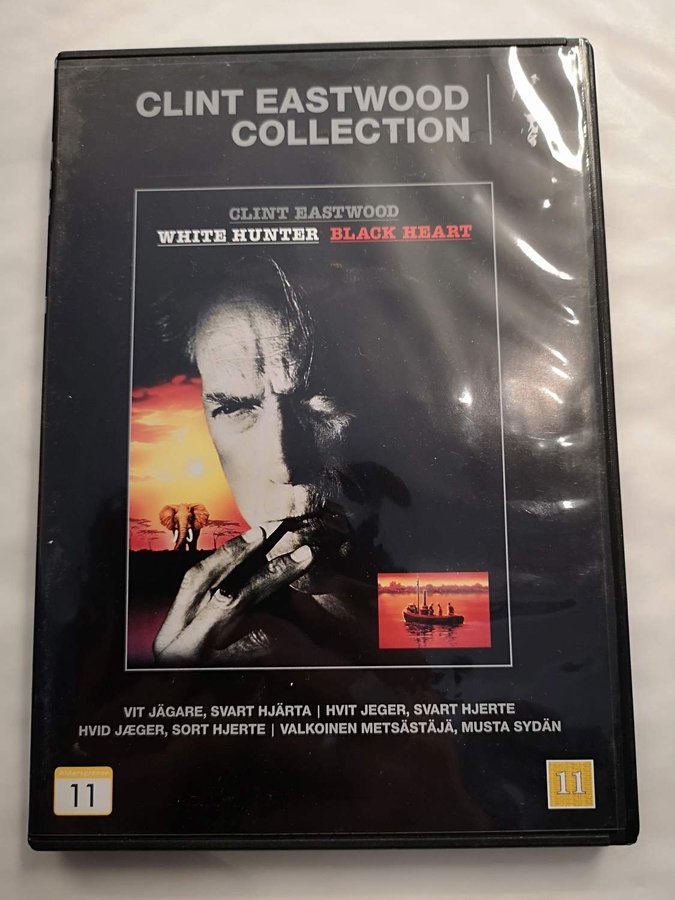 CLINT EASTWOOD
COLLECTION
CLINT EASTWOOD
WHITE HUNTER BLACK HEART
VIT JÄGARE, SVART HJÄRTA | HVIT JEGER, SVART HJERTE
HVID JÆGER, SORT HJERTE | VALKOINEN METSÄSTÄJÄ, MUSTA SYDÄN
Aldersgrense
11
11